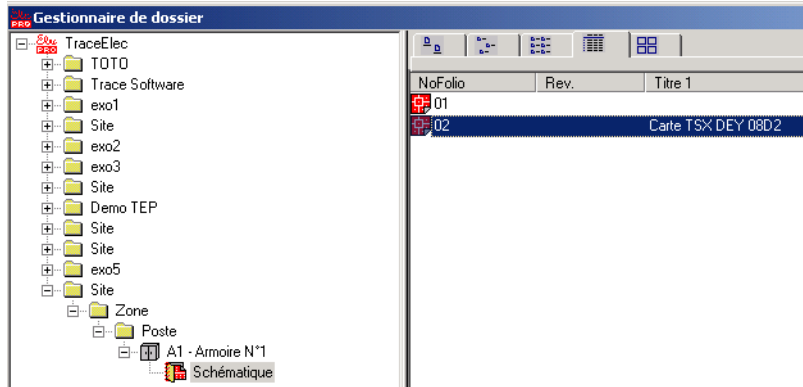 Gestionnaire de dossier
TraceElec
TOTO
Trace Software
exo1
Site
exo2
exo3
Site
Demo TEP
Site
Site
exo5
Site
Zone
Poste
A1 - Armoire N°1
Schématique
NoFolio Rev. Titre 1
01
02 Carte TSX DEY 08D2